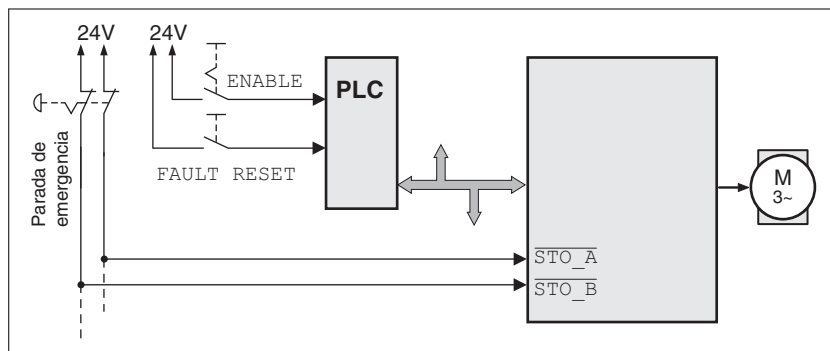 24V
24V
ENABLE
PLC
FAULT RESET
Parada de
emergencia
M
3~
STO_A
STO_B